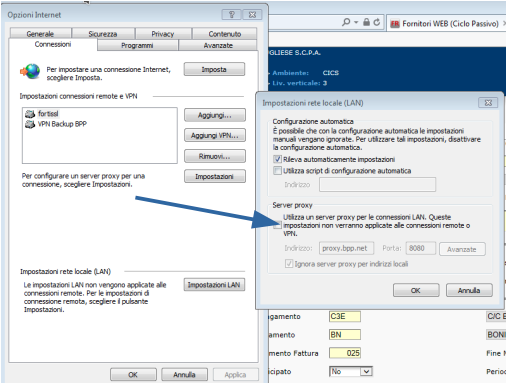 Opzioni Internet
Generale Sicurezza Privacy Contenuto
Connessioni Programmi Avanzate
Per impostare una connessione Internet,
scegliere Imposta.
Imposta
Impostazioni connessioni remote e VPN
fortissl
VPN Backup BPP
Aggiungi...
Aggiungi VPN...
Rimuovi...
Per configurare un server proxy per una
connessione, scegliere Impostazioni.
Impostazioni
Impostazioni rete locale (LAN)
Le impostazioni LAN non vengono applicate alle
connessioni remote. Per le impostazioni di
connessione remota, scegliere il pulsante
Impostazioni.
Impostazioni LAN
OK Annulla Applica
Fornitori WEB (Ciclo Passivo)
GLIESE S.C.P.A.
- Ambiente: CICS
- Liv. verticale: 3
Impostazioni rete locale (LAN)
Configurazione automatica
È possibile che con la configurazione automatica le impostazioni
manuali vengano ignorate. Per utilizzare tali impostazioni, disattivare
la configurazione automatica.
Rileva automaticamente impostazioni
Utilizza script di configurazione automatica
Indirizzo
Server proxy
Utilizza un server proxy per le connessioni LAN. Queste
impostazioni non verranno applicate alle connessioni remote o
VPN.
Indirizzo: proxy.bpp.net Porta: 8080 Avanzate
Ignora server proxy per indirizzi locali
OK Annulla
agamento C3E C/C B
amento BN BONI
mento Fattura 025 Fine M
icipato No Period